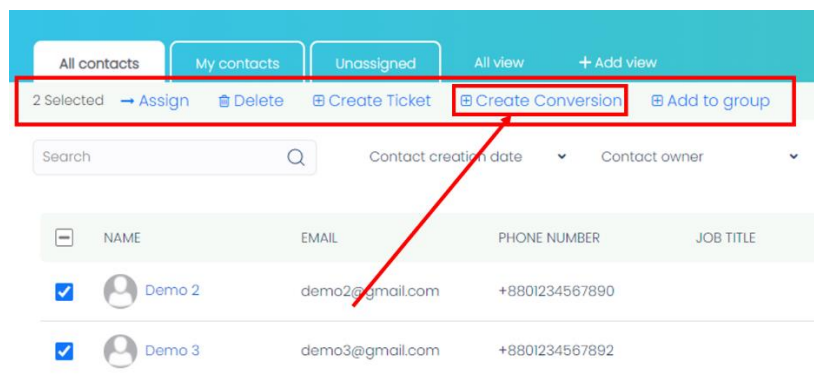 All contacts My contacts Unassigned All view + Add view
2 Selected Assign Delete Create Ticket Create Conversion Add to group
Search Contact creation date Contact owner
NAME EMAIL PHONE NUMBER JOB TITLE
Demo 2 demo2@gmail.com +8801234567890
Demo 3 demo3@gmail.com +8801234567892